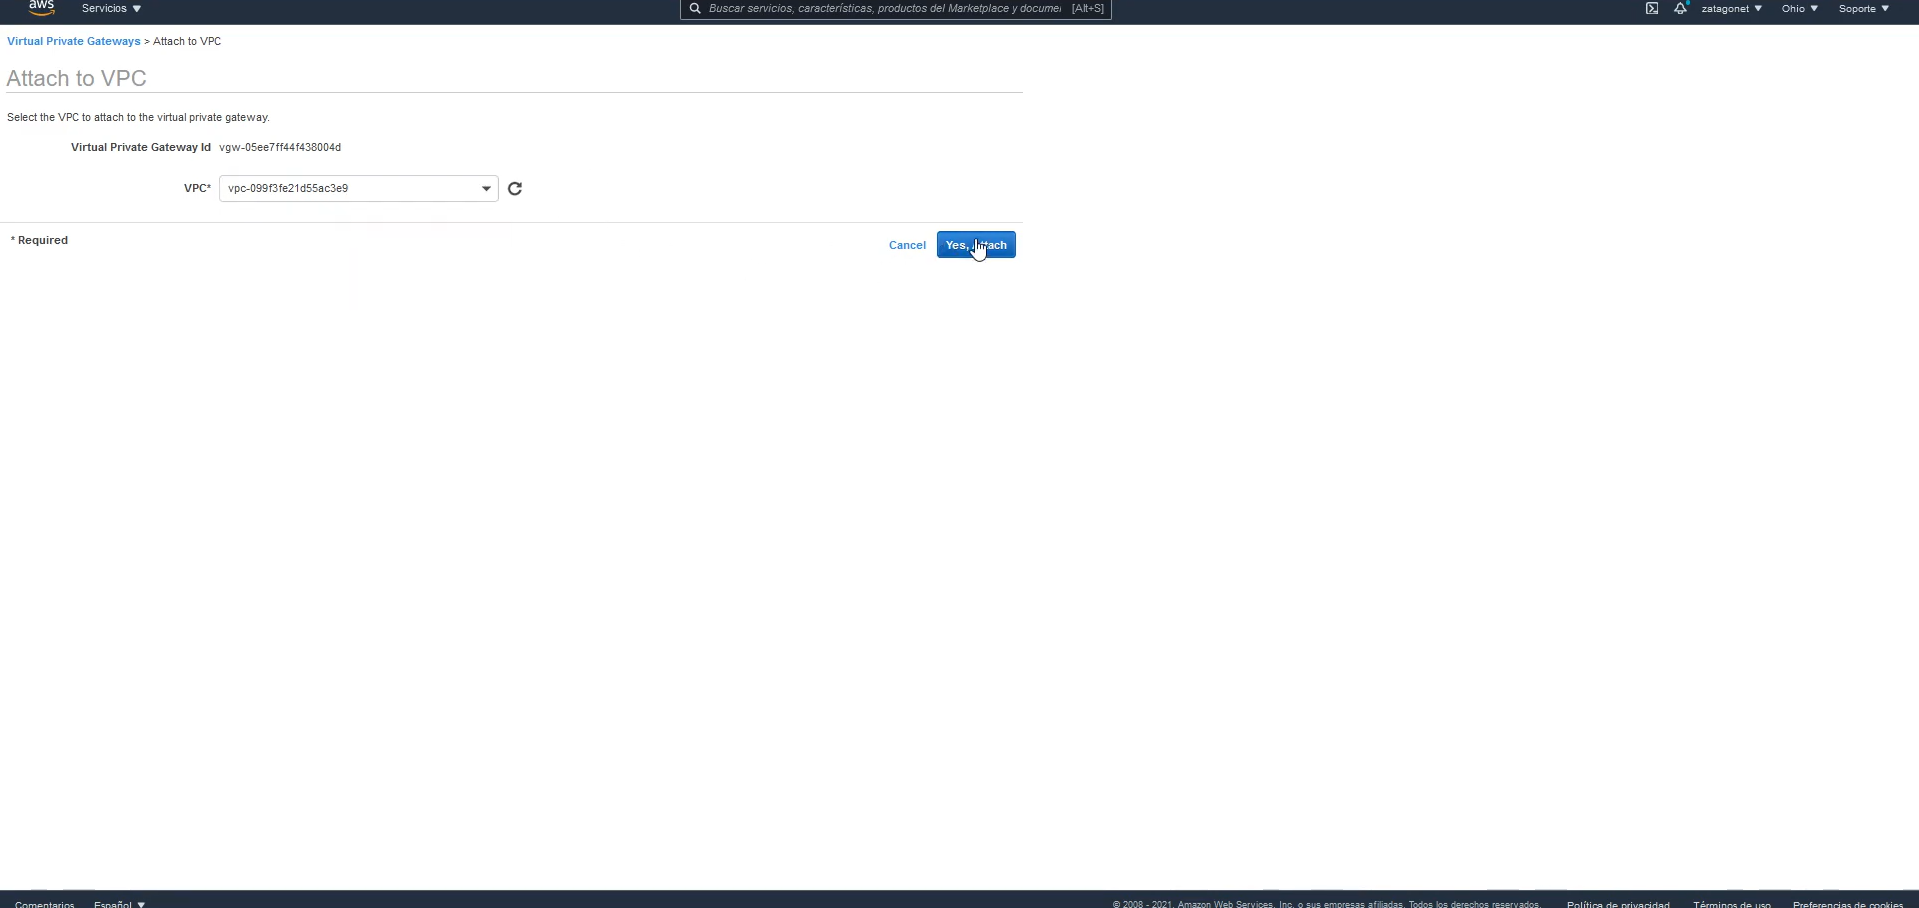 aws Servicios Buscar servicios, características, productos del Marketplace y documen [Alt+S] zatagonet Ohio Soporte
Virtual Private Gateways > Attach to VPC
Attach to VPC
Select the VPC to attach to the virtual private gateway.
Virtual Private Gateway Id vgw-05ee7ff44f438004d
VPC* vpc-099f3fe21d55ac3e9
* Required Cancel Yes, Attach
Comentarios Español © 2008 - 2021, Amazon Web Services, Inc. o sus empresas afiliadas. Todos los derechos reservados. Política de privacidad Términos de uso Preferencias de cookies